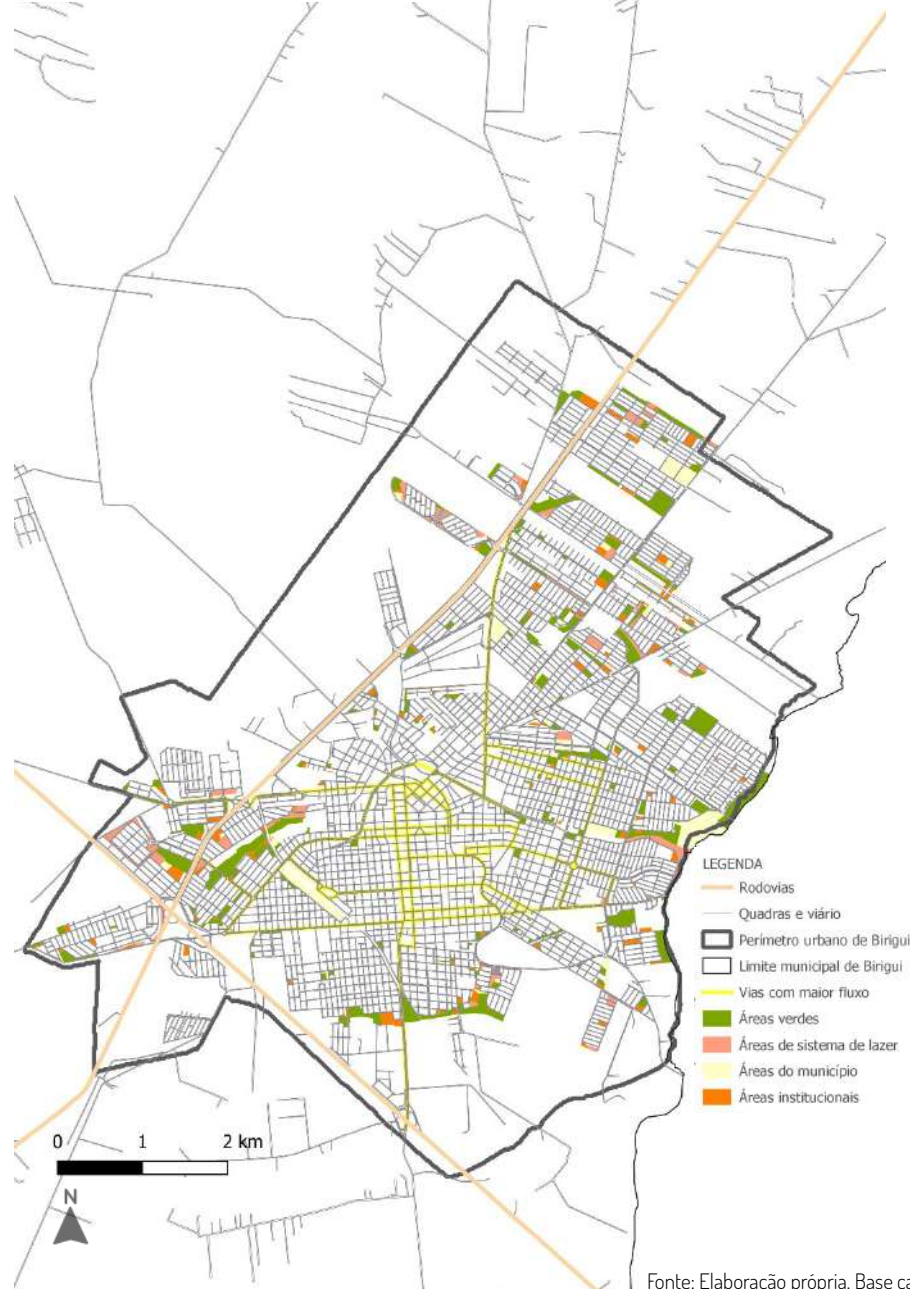 LEGENDA
Rodovias
Quadras e viário
Perímetro urbano de Birigui
Limite municipal de Birigui
Vias com maior fluxo
Áreas verdes
Áreas de sistema de lazer
Áreas do município
Áreas institucionais
0 1 2 km
N
Fonte: Elaboração própria. Base ca